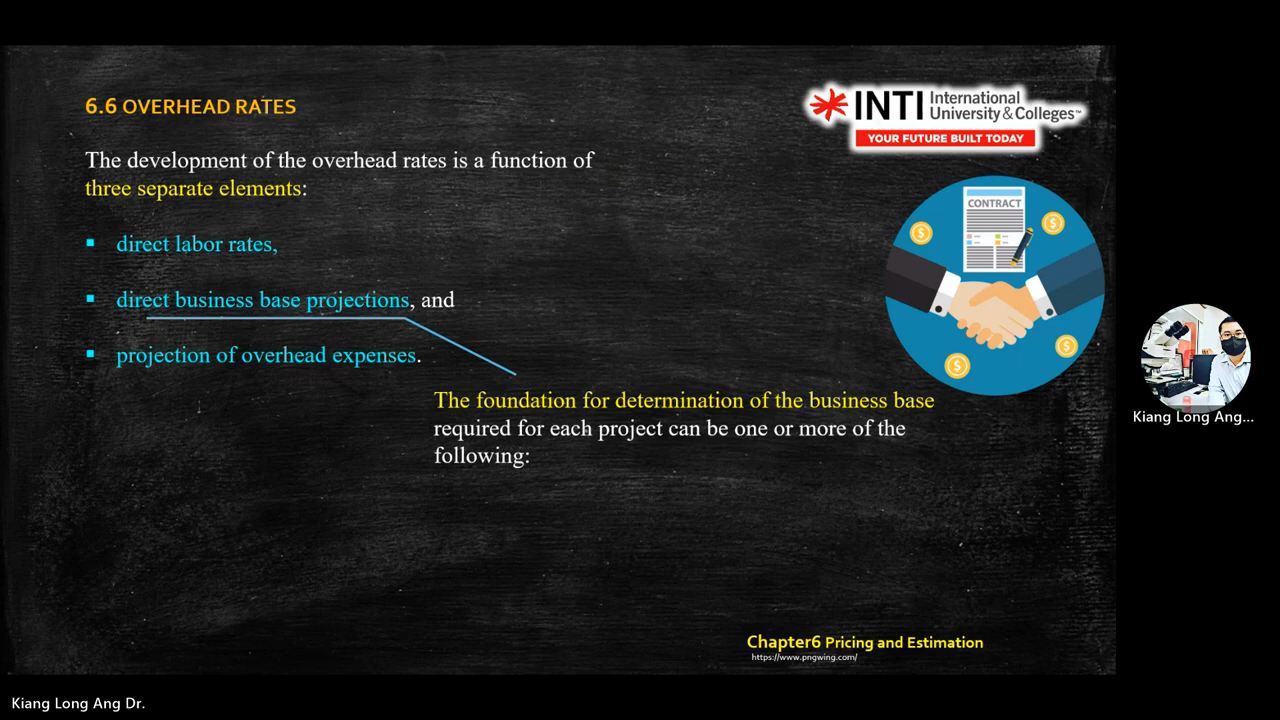 6.6 OVERHEAD RATES
INTI International
University & Colleges™
YOUR FUTURE BUILT TODAY
The development of the overhead rates is a function of
three separate elements:
CONTRACT
▪ direct labor rates,
▪ direct business base projections, and
▪ projection of overhead expenses.
The foundation for determination of the business base
required for each project can be one or more of the
following:
Kiang Long Ang...
Chapter6 Pricing and Estimation
https://www.pngwing.com/
Kiang Long Ang Dr.